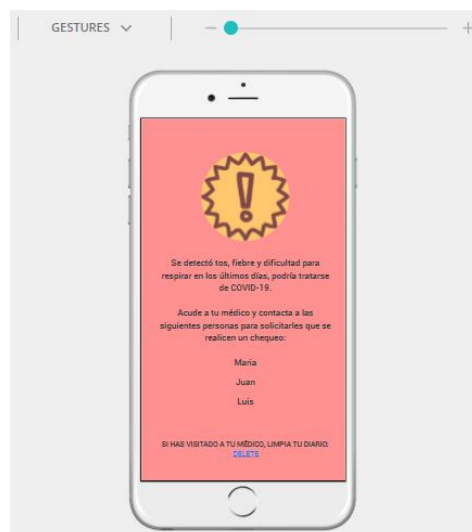 GESTURES
Se detectó tos, fiebre y dificultad para
respirar en los últimos días, podría tratarse
de COVID-19.
Acude a tu médico y contacta a las
siguientes personas para solicitarles que se
realicen un chequeo:
María
Juan
Luis
SI HAS VISITADO A TU MÉDICO, LIMPIA TU DIARIO:
DELETE